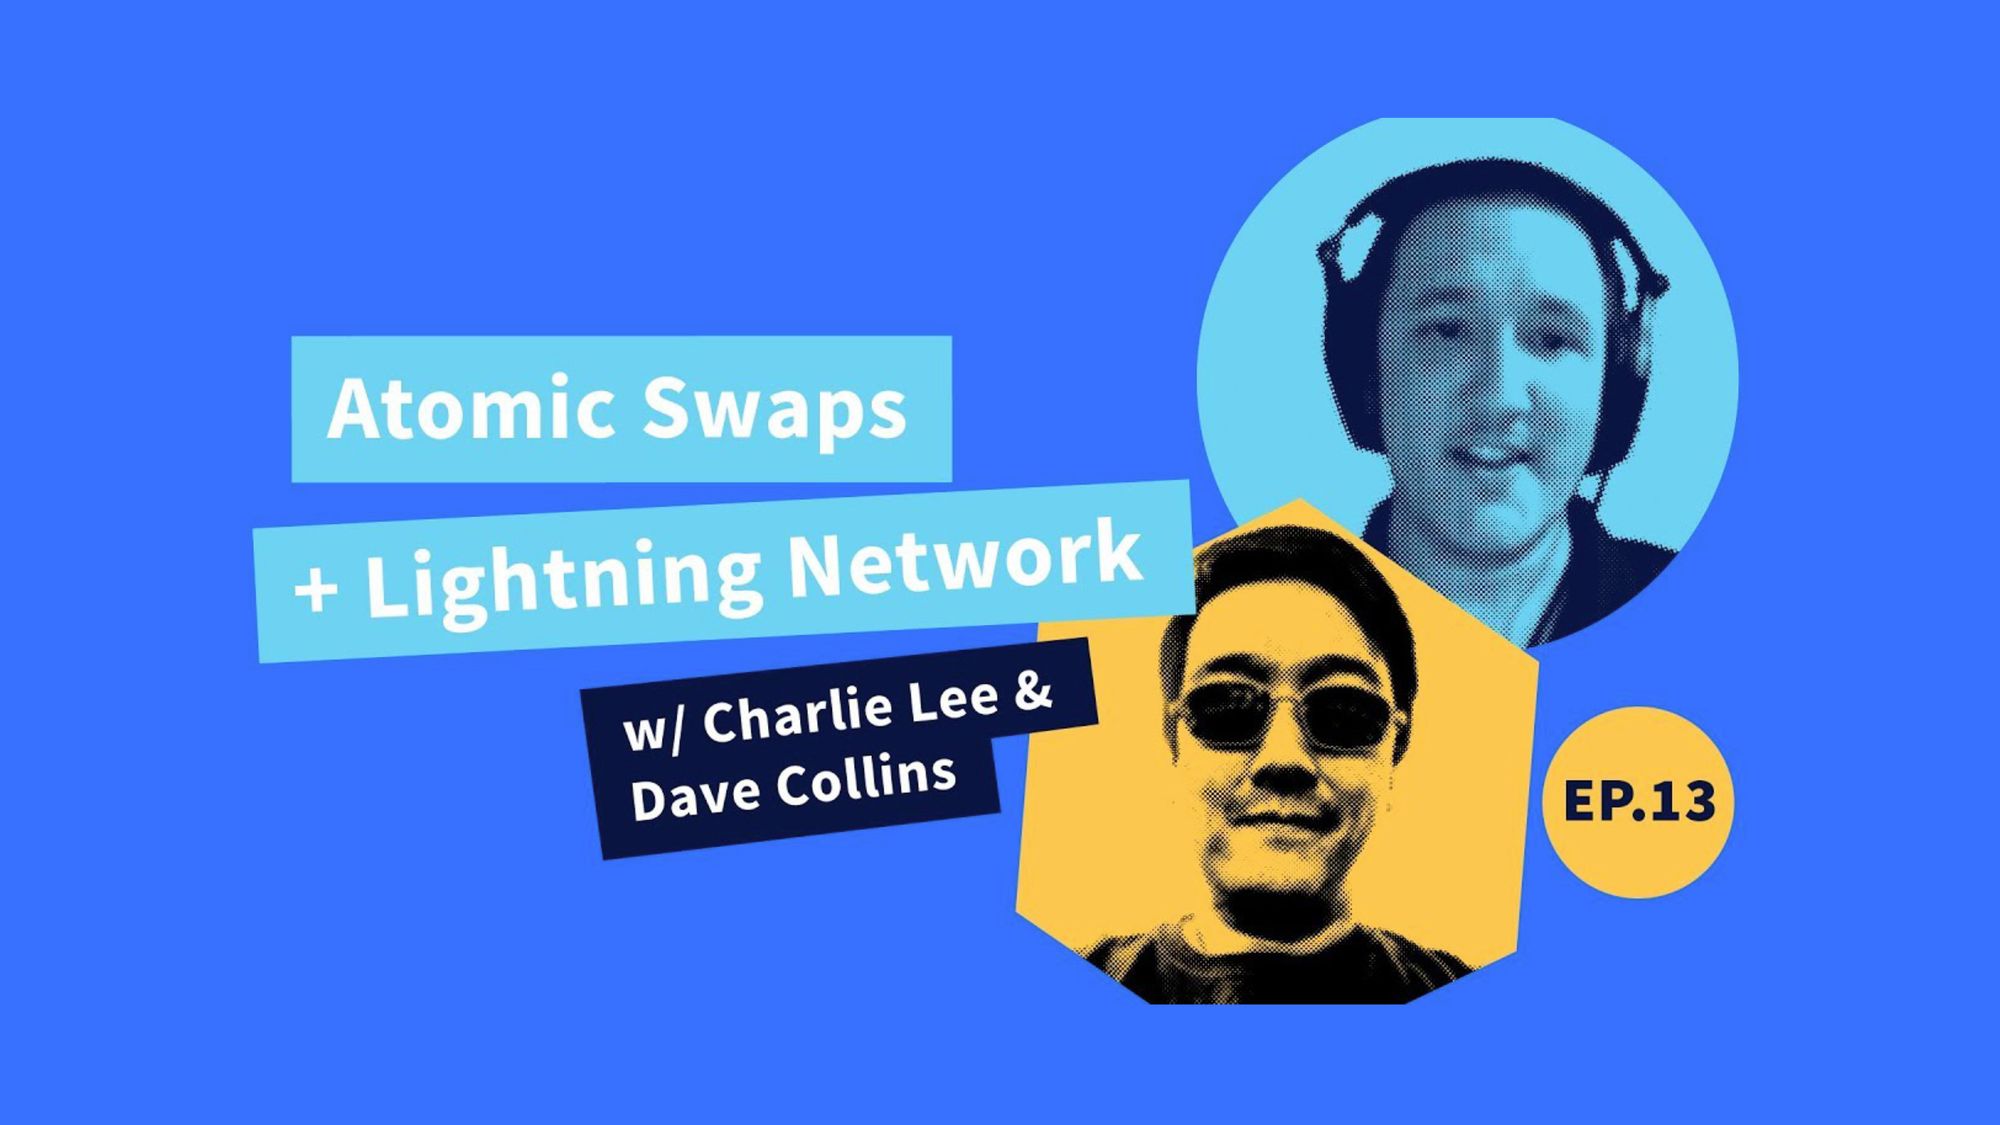 Atomic Swaps
+ Lightning Network
w/ Charlie Lee &
Dave Collins
EP.13